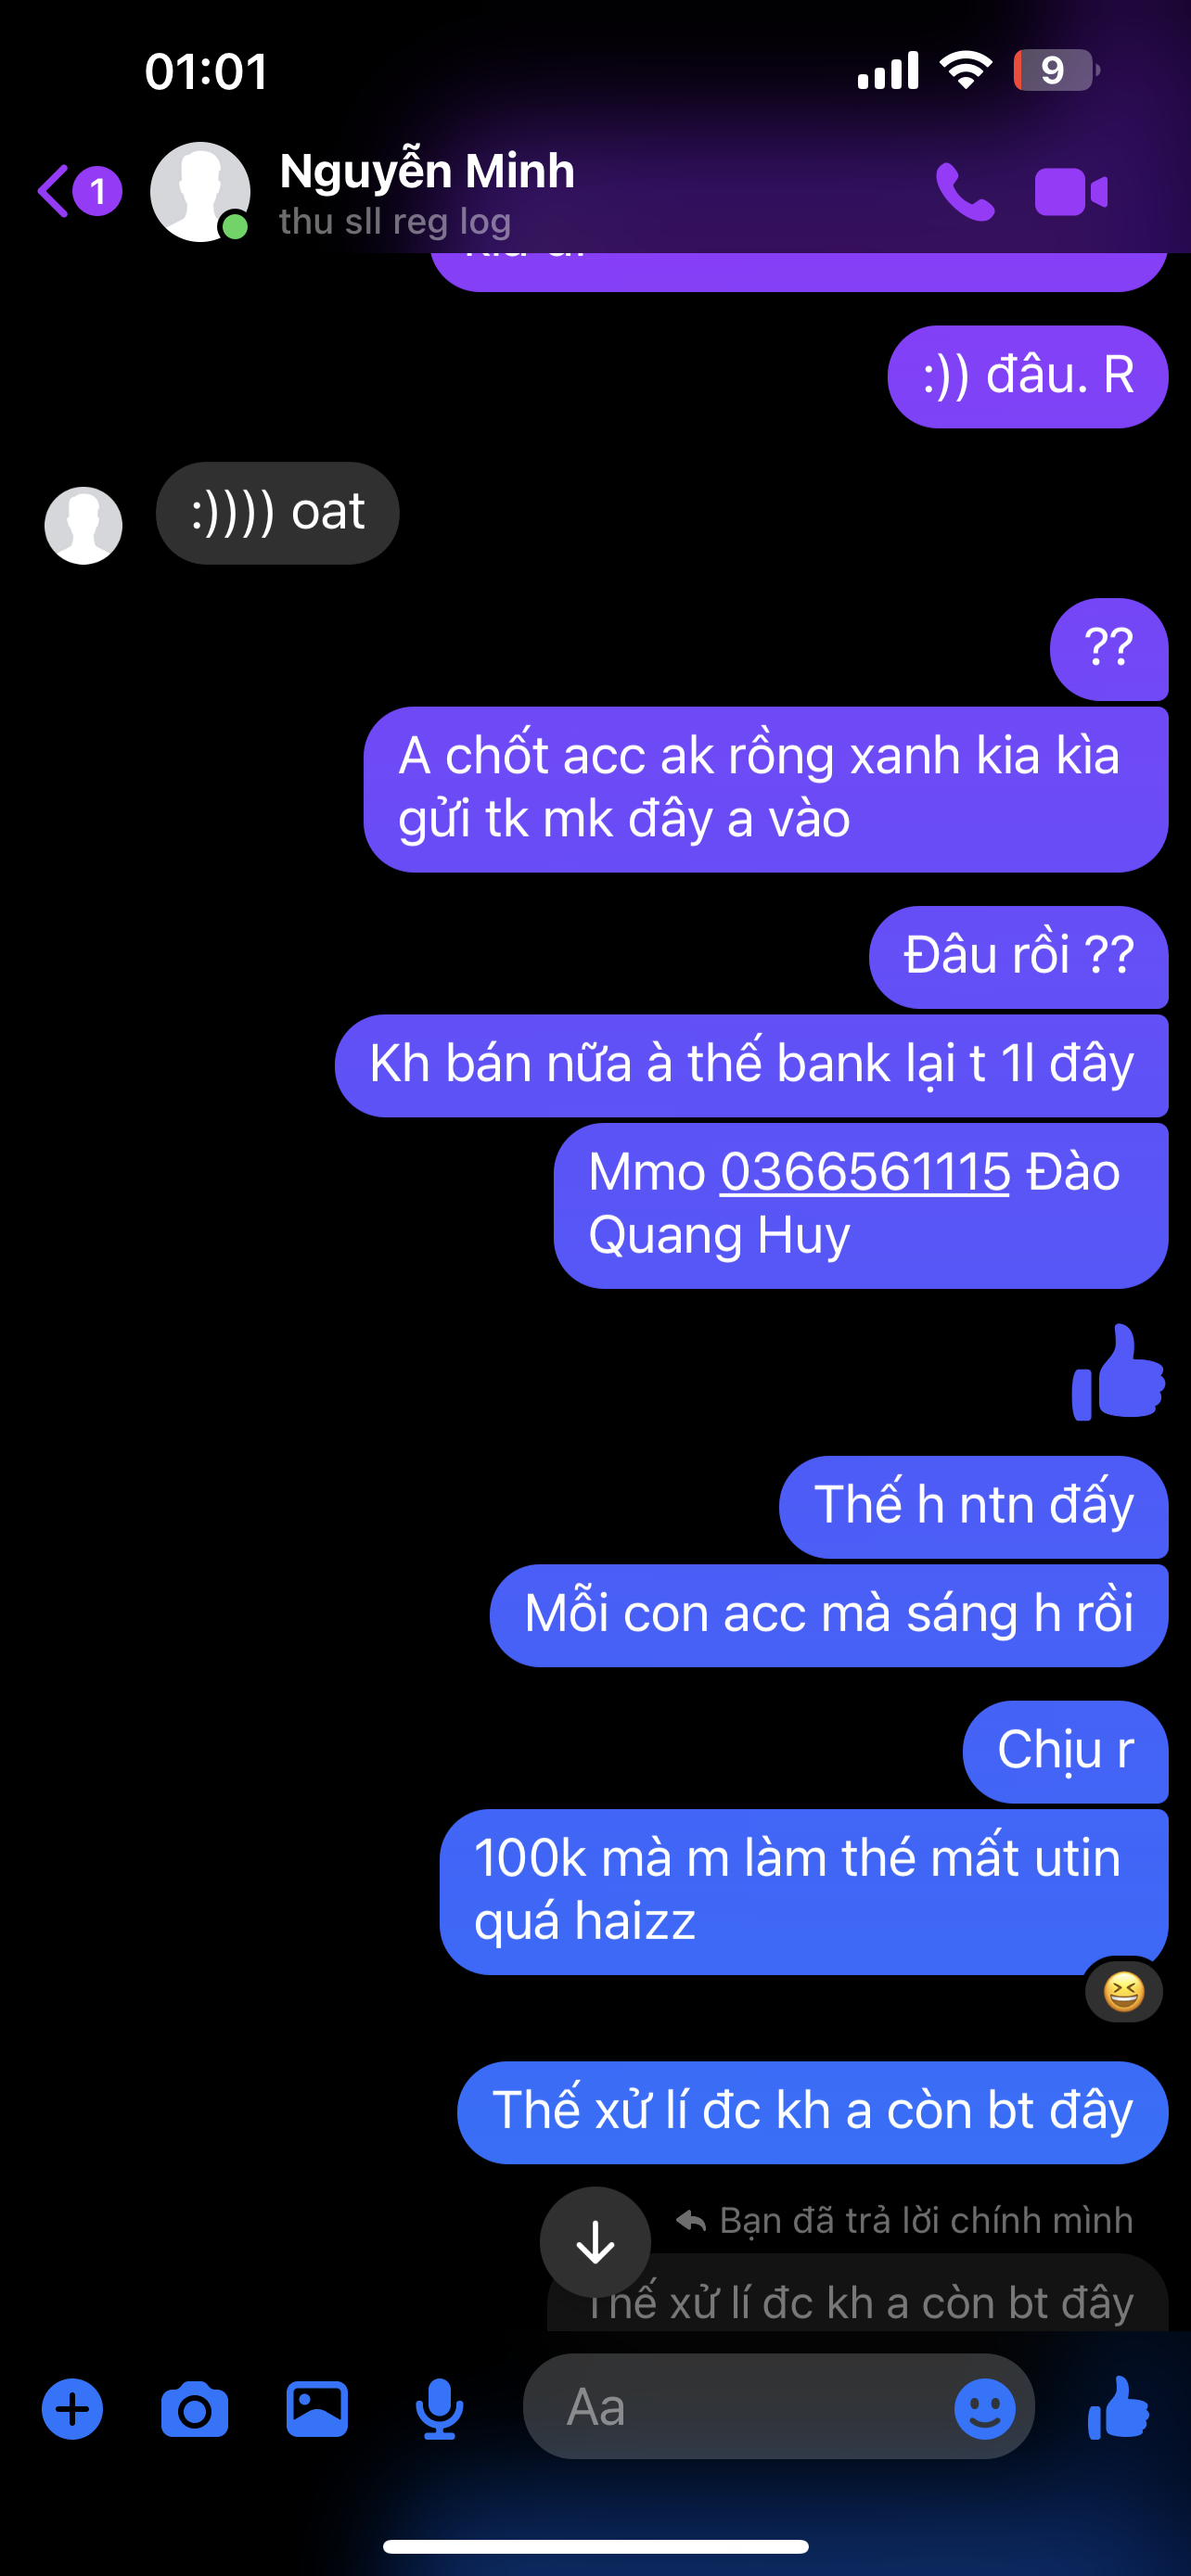 01:01
9
1
Nguyễn Minh
thu sll reg log
:)) đâu. R
:)))) oat
??
A chốt acc ak rồng xanh kia kìa
gửi tk mk đây a vào
Đâu rồi ??
Kh bán nữa à thế bank lại t 1l đây
Mmo 0366561115 Đào
Quang Huy
Thế h ntn đấy
Mỗi con acc mà sáng h rồi
Chịu r
100k mà m làm thé mất utin
quá haizz
Thế xử lí đc kh a còn bt đây
Bạn đã trả lời chính mình
Thế xử lí đc kh a còn bt đây
Aa